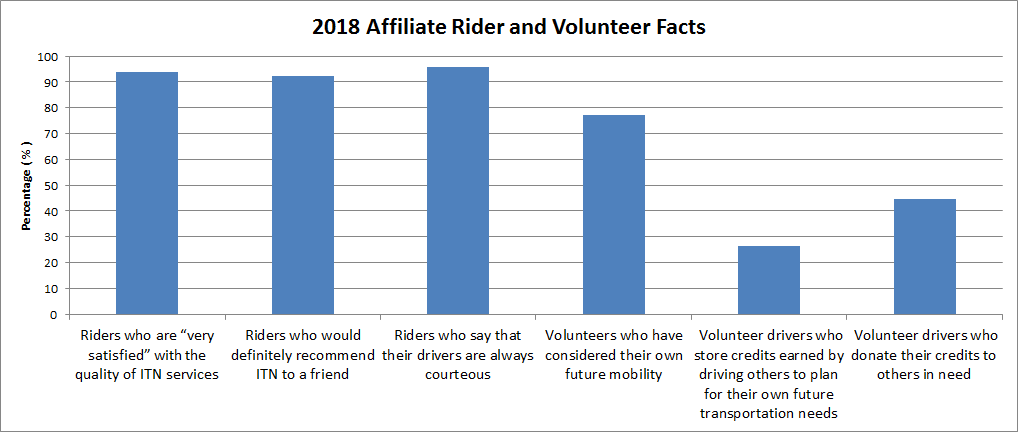 2018 Affiliate Rider and Volunteer Facts
Percentage ( % )
100
90
80
70
60
50
40
30
20
10
0
Riders who are “very
satisfied” with the
quality of ITN services
Riders who would
definitely recommend
ITN to a friend
Riders who say that
their drivers are always
courteous
Volunteers who have
considered their own
future mobility
Volunteer drivers who
store credits earned by
driving others to plan
for their own future
transportation needs
Volunteer drivers who
donate their credits to
others in need